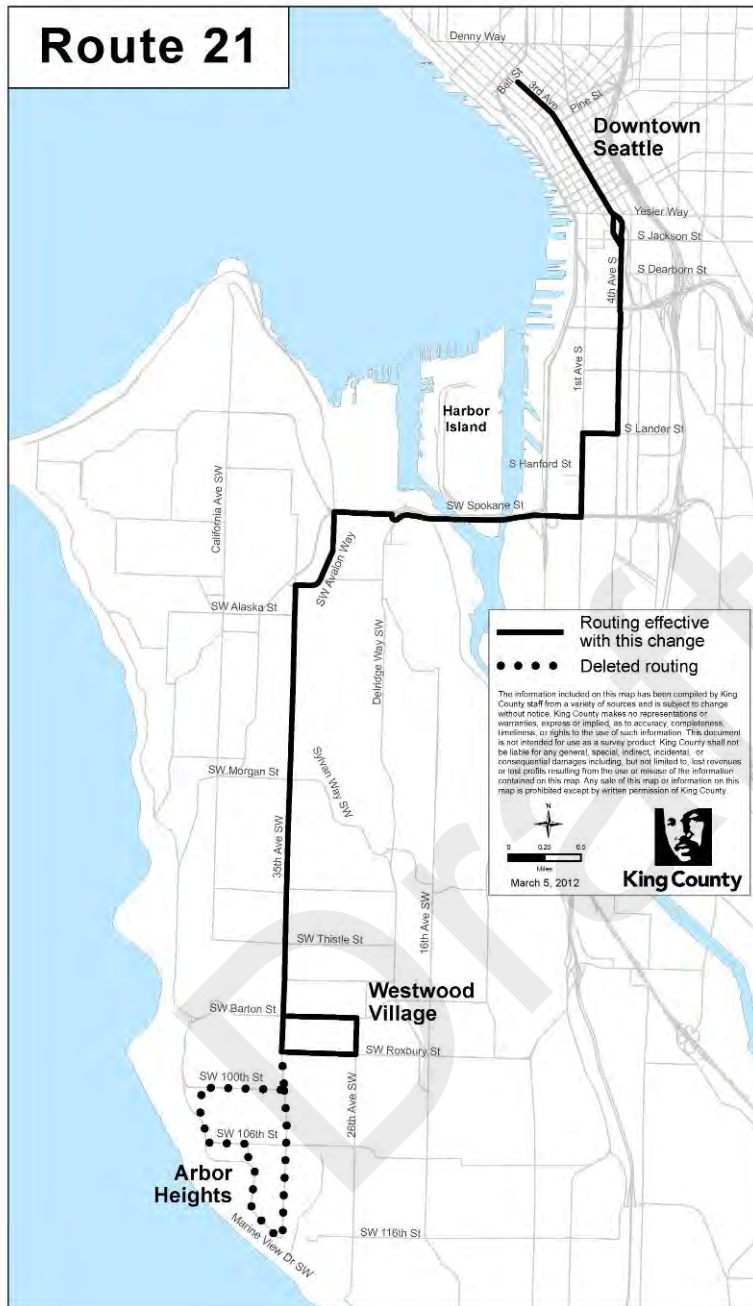 Route 21
Denny Way
Bell St
3rd Ave
Pine St
Downtown
Seattle
Yesler Way
S Jackson St
4th Ave S
S Dearborn St
1st Ave S
Harbor
Island
S Lander St
S Hanford St
SW Spokane St
California Ave SW
SW Avalon Way
SW Alaska St
Delridge Way SW
Routing effective
with this change
Deleted routing
The information included on this map has been compiled by King
County staff from a variety of sources and is subject to change
without notice. King County makes no representations or
warranties, express or implied, as to accuracy, completeness,
timeliness, or rights to the use of such information. This document
is not intended for use as a survey product. King County shall not
be liable for any general, special, indirect, incidental, or
consequential damages including, but not limited to, lost revenues
or lost profits resulting from the use or misuse of the information
contained on this map. Any sale of this map or information on this
map is prohibited except by written permission of King County.
N
0 0.25 0.5
Miles
March 5, 2012
King County
SW Morgan St
Sylvan Way SW
35th Ave SW
16th Ave SW
SW Thistle St
Westwood
Village
SW Barton St
SW Roxbury St
SW 100th St
26th Ave SW
SW 106th St
Arbor
Heights
Marine View Dr SW
SW 116th St
Draft